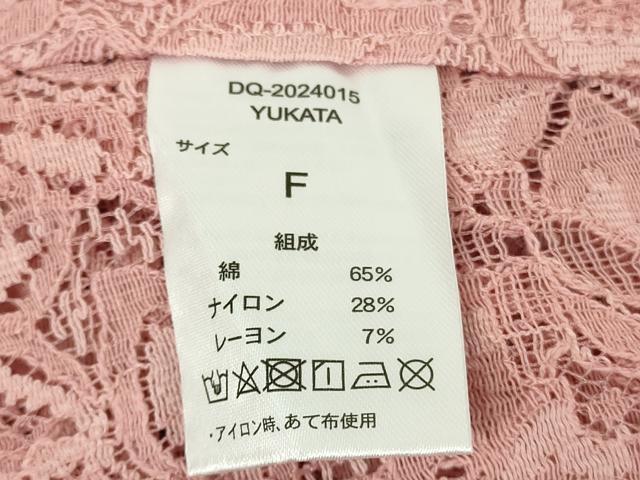 DQ-2024015
YUKATA
サイズ
F
組成
綿 65%
ナイロン 28%
レーヨン 7%
・アイロン時、あて布使用